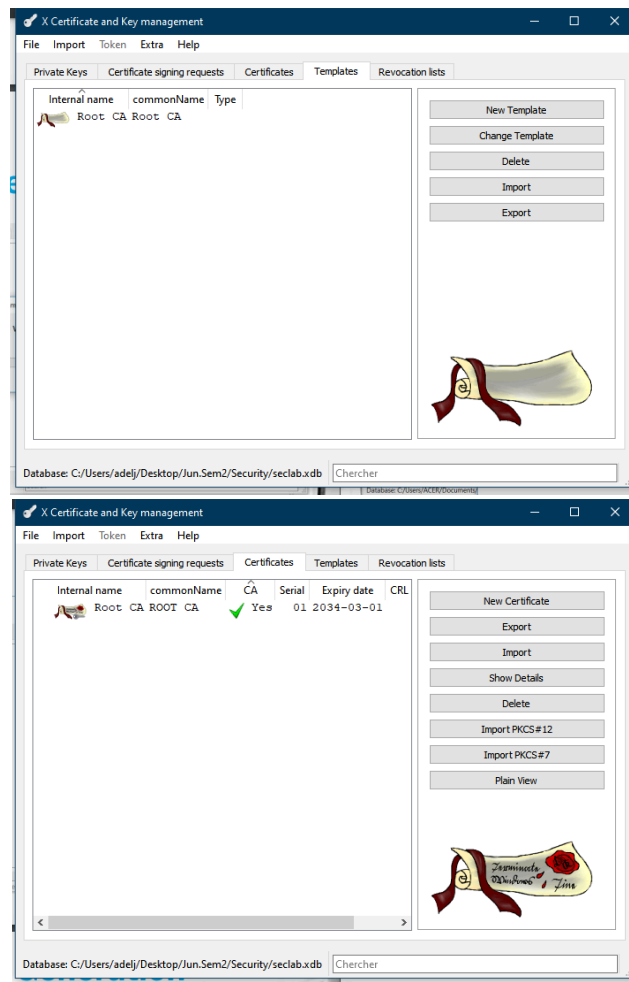 X Certificate and Key management
File Import Token Extra Help
Private Keys Certificate signing requests Certificates Templates Revocation lists
Internal name commonName Type
Root CA Root CA
New Template
Change Template
Delete
Import
Export
Database: C:/Users/adelj/Desktop/Jun.Sem2/Security/seclab.xdb Chercher
Database: C:/Users/ACER/Documents
X Certificate and Key management
File Import Token Extra Help
Private Keys Certificate signing requests Certificates Templates Revocation lists
Internal name commonName CA Serial Expiry date CRL
Root CA ROOT CA Yes 01 2034-03-01
New Certificate
Export
Import
Show Details
Delete
Import PKCS#12
Import PKCS#7
Plain View
Database: C:/Users/adelj/Desktop/Jun.Sem2/Security/seclab.xdb Chercher